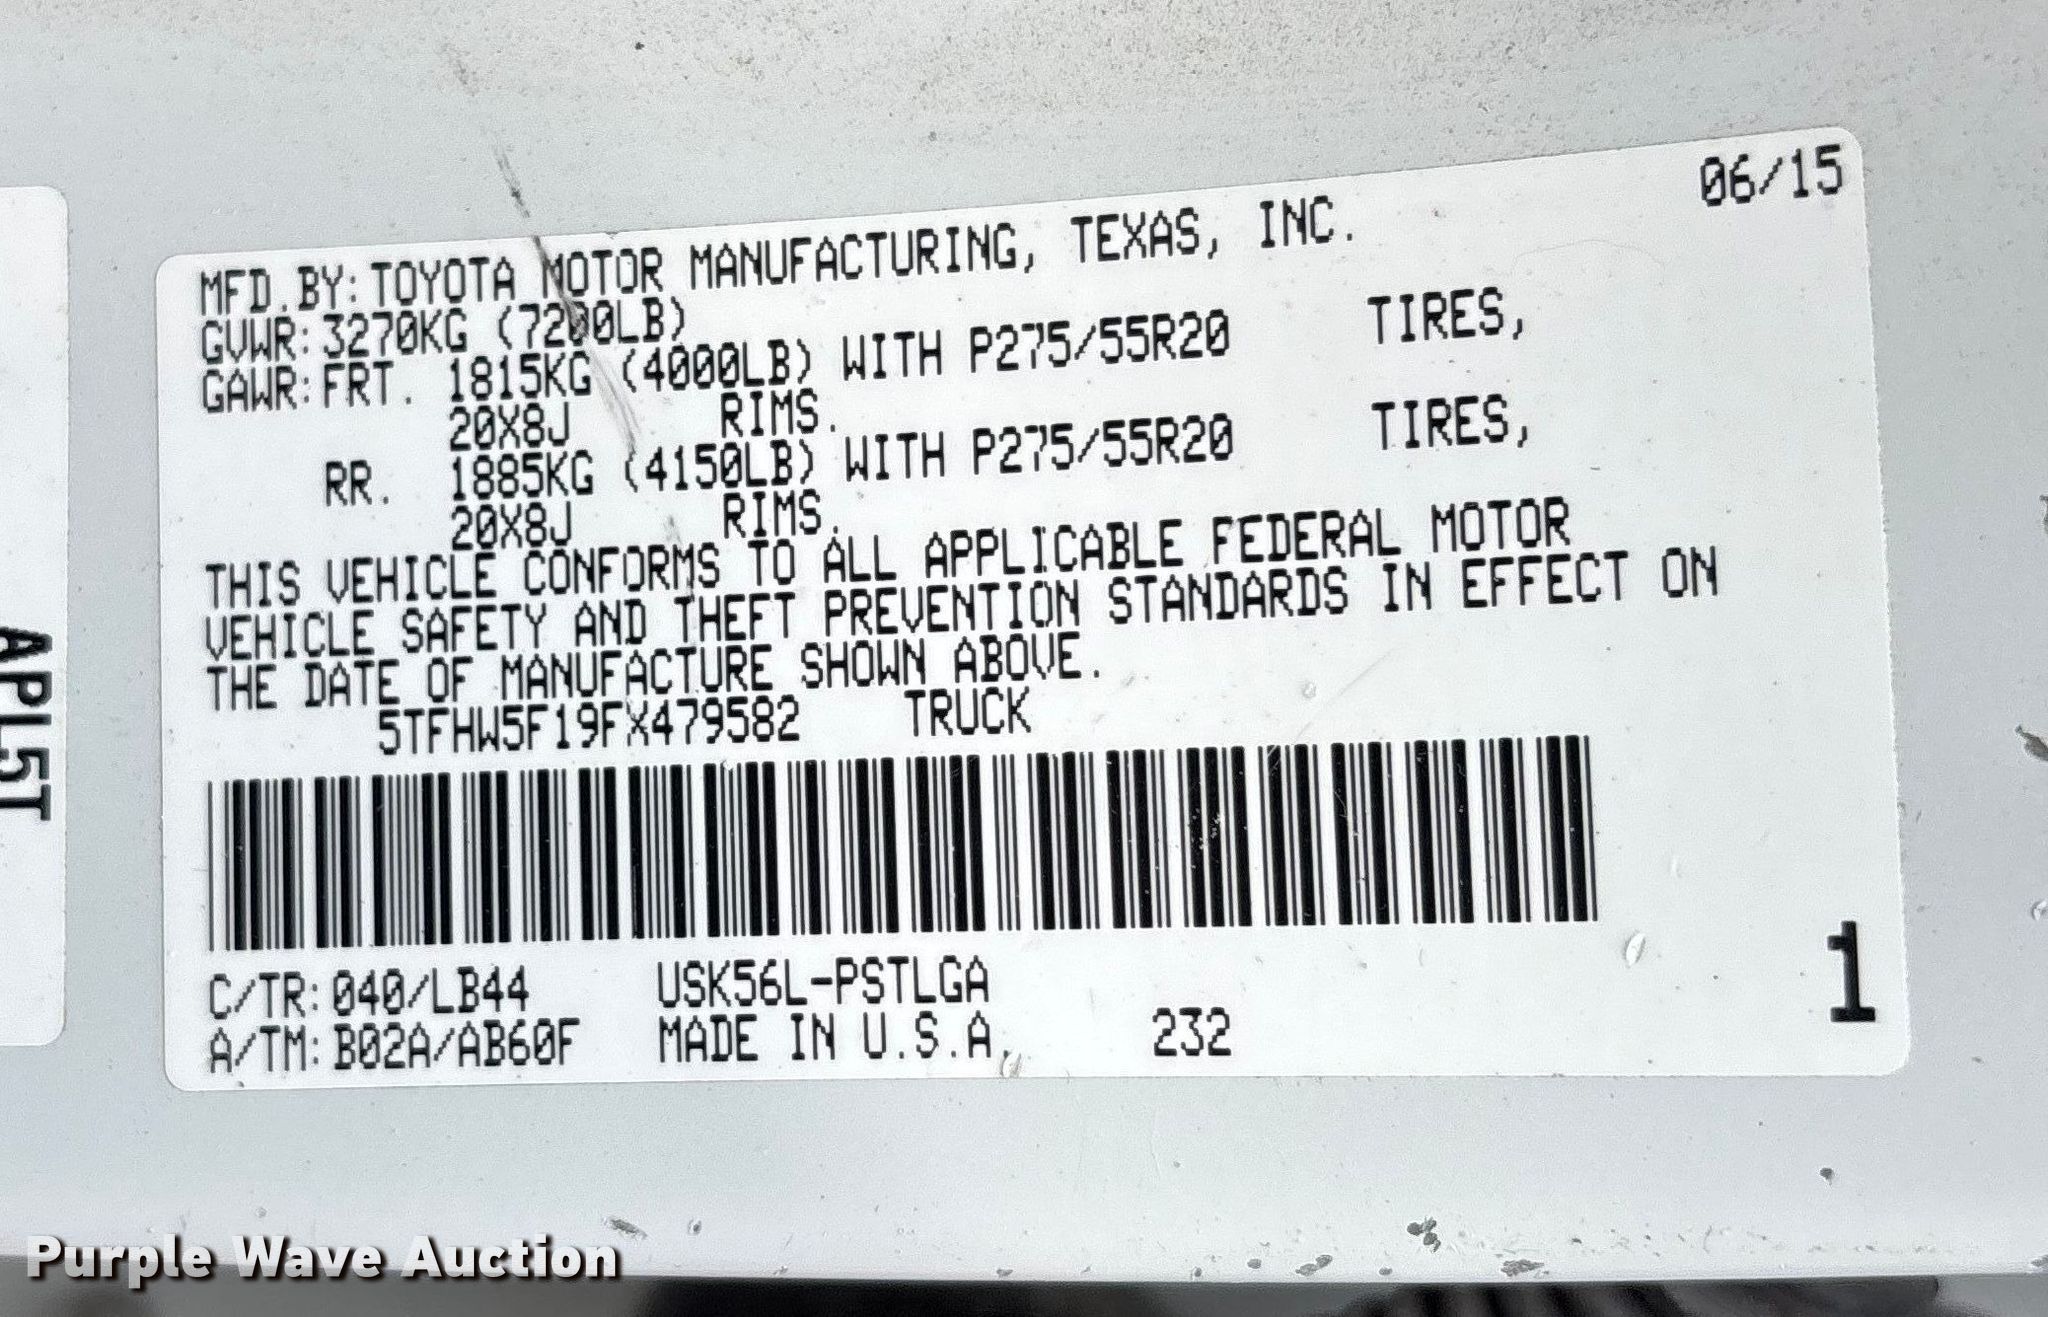 06/15
MFD.BY:TOYOTA MOTOR MANUFACTURING, TEXAS, INC.
GVWR:3270KG (7200LB)
GAWR:FRT. 1815KG (4000LB) WITH P275/55R20 TIRES,
20X8J RIMS.
RR. 1885KG (4150LB) WITH P275/55R20 TIRES,
20X8J RIMS.
THIS VEHICLE CONFORMS TO ALL APPLICABLE FEDERAL MOTOR
VEHICLE SAFETY AND THEFT PREVENTION STANDARDS IN EFFECT ON
THE DATE OF MANUFACTURE SHOWN ABOVE.
5TFHW5F19FX479582 TRUCK
C/TR:040/LB44 USK56L-PSTLGA
A/TM:B02A/AB60F MADE IN U.S.A. 232
1
API5T
Purple Wave Auction